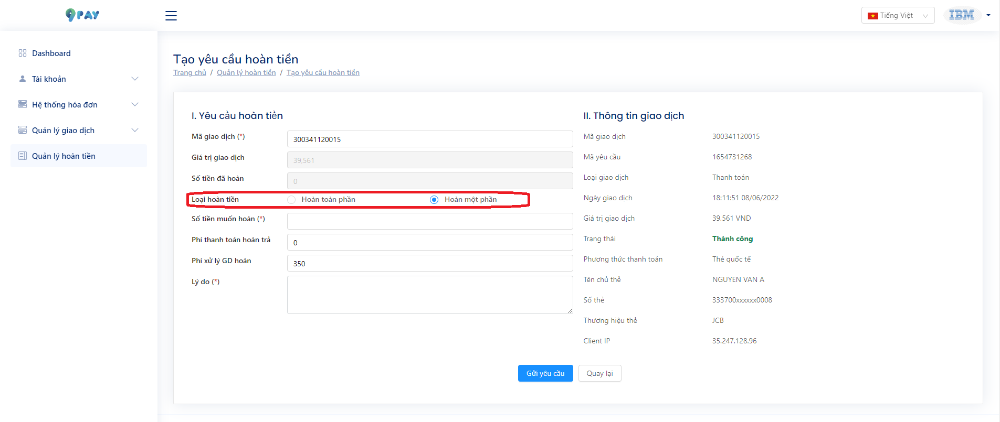 9PAY
Tiếng Việt
IBM
Dashboard
Tài khoản
Hệ thống hóa đơn
Quản lý giao dịch
Quản lý hoàn tiền
Tạo yêu cầu hoàn tiền
Trang chủ / Quản lý hoàn tiền / Tạo yêu cầu hoàn tiền
I. Yêu cầu hoàn tiền
Mã giao dịch (*) 300341120015
Giá trị giao dịch 39,561
Số tiền đã hoàn 0
Loại hoàn tiền Hoàn toàn phần Hoàn một phần
Số tiền muốn hoàn (*)
Phí thanh toán hoàn trả 0
Phí xử lý GD hoàn 350
Lý do (*)
II. Thông tin giao dịch
Mã giao dịch 300341120015
Mã yêu cầu 1654731268
Loại giao dịch Thanh toán
Ngày giao dịch 18:11:51 08/06/2022
Giá trị giao dịch 39,561 VND
Trạng thái Thành công
Phương thức thanh toán Thẻ quốc tế
Tên chủ thẻ NGUYEN VAN A
Số thẻ 333700xxxxxx0008
Thương hiệu thẻ JCB
Client IP 35.247.128.96
Gửi yêu cầu Quay lại